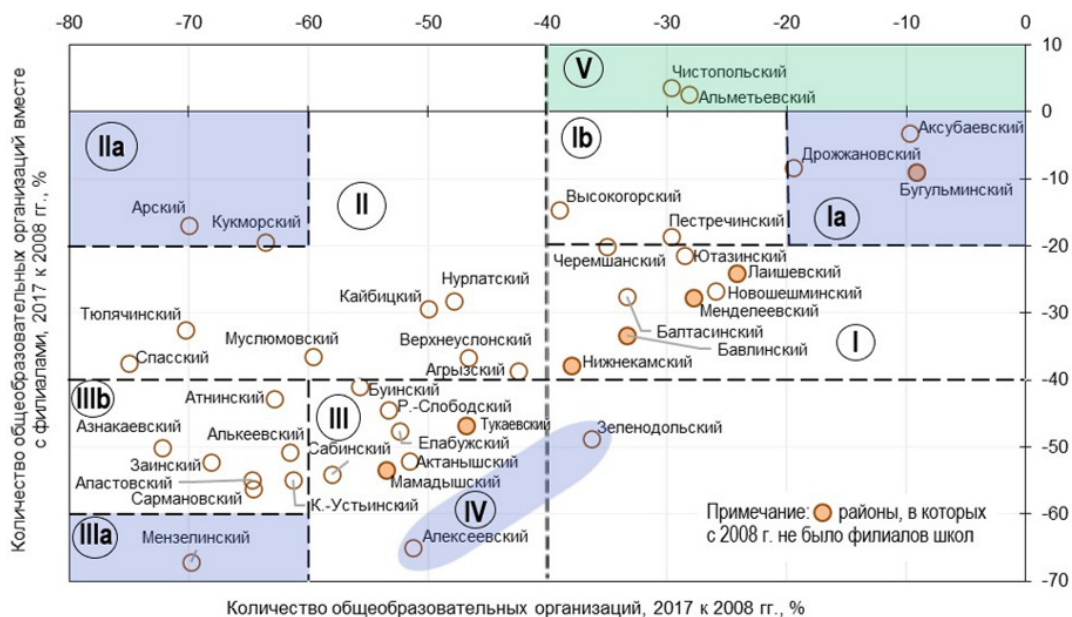 -80 -70 -60 -50 -40 -30 -20 -10 0
10
0
-10
-20
-30
-40
-50
-60
-70
Количество общеобразовательных организаций вместе
с филиалами, 2017 к 2008 гг., %
V
Чистопольский
Альметьевский
IIa
Ib
Аксубаевский
Дрожжановский
Бугульминский
II
Арский
Кукморский
Высокогорский
Ia
Пестречинский
Черемшанский
Ютазинский
Лаишевский
Нурлатский
Кайбицкий
Новошешминский
Менделеевский
Тюлячинский
Муслюмовский
Верхнеуслонский
Балтасинский
Бавлинский
I
Спасский
Агрызский
Нижнекамский
IIIb
Атнинский
Буинский
III
Р.-Слободский
Азнакаевский
Тукаевский
Алькеевский
Сабинский
Елабужский
Зеленодольский
Заинский
Актанышский
Апастовский
Мамадышский
Сармановский
К.-Устьинский
IV
Примечание: районы, в которых
с 2008 г. не было филиалов школ
IIIa
Мензелинский
Алексеевский
Количество общеобразовательных организаций, 2017 к 2008 гг., %